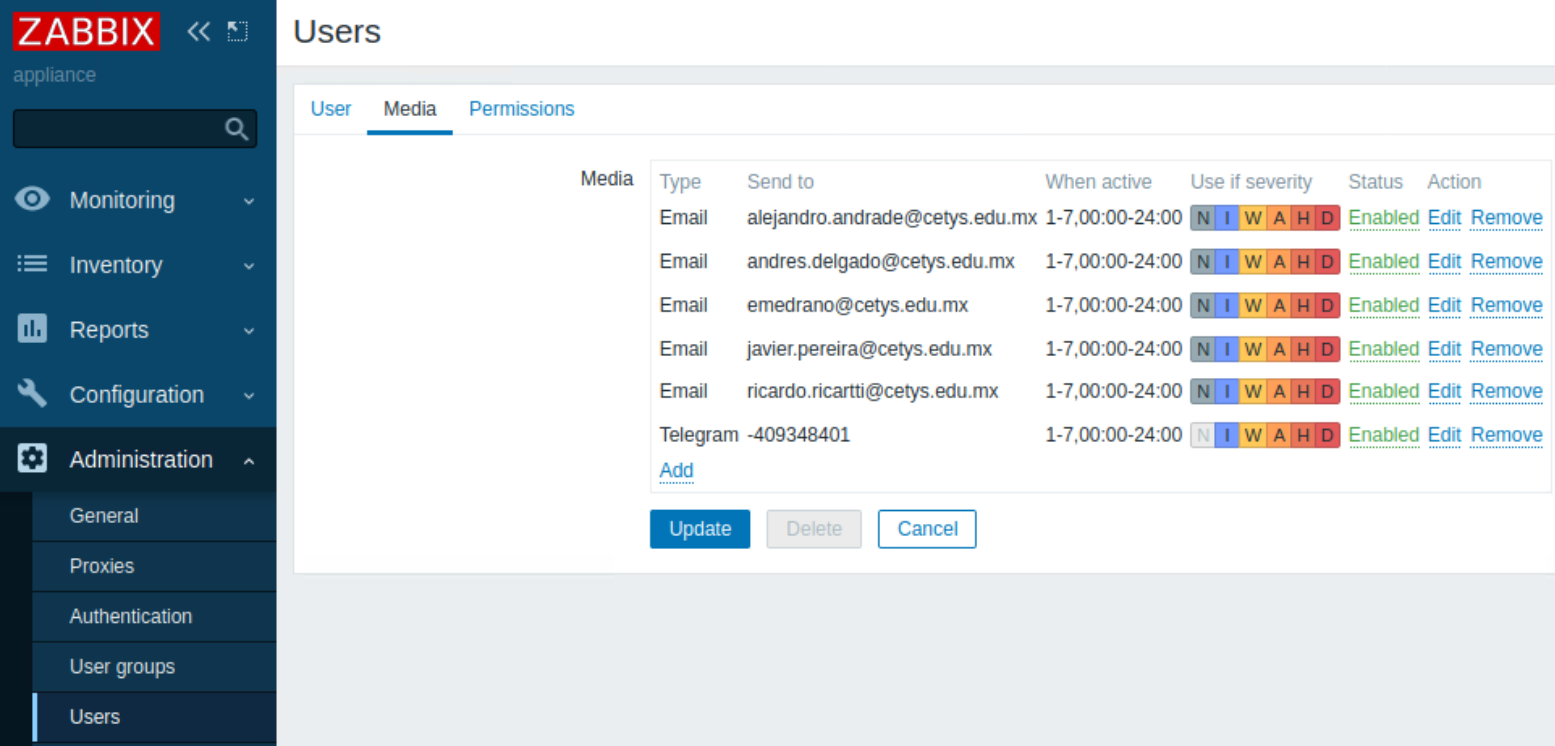 ZABBIX
appliance
Monitoring
Inventory
Reports
Configuration
Administration
General
Proxies
Authentication
User groups
Users
Users
User Media Permissions
Media
Type Send to When active Use if severity Status Action
Email alejandro.andrade@cetys.edu.mx 1-7,00:00-24:00 N I W A H D Enabled Edit Remove
Email andres.delgado@cetys.edu.mx 1-7,00:00-24:00 N I W A H D Enabled Edit Remove
Email emedrano@cetys.edu.mx 1-7,00:00-24:00 N I W A H D Enabled Edit Remove
Email javier.pereira@cetys.edu.mx 1-7,00:00-24:00 N I W A H D Enabled Edit Remove
Email ricardo.ricartti@cetys.edu.mx 1-7,00:00-24:00 N I W A H D Enabled Edit Remove
Telegram -409348401 1-7,00:00-24:00 N I W A H D Enabled Edit Remove
Add
Update Delete Cancel